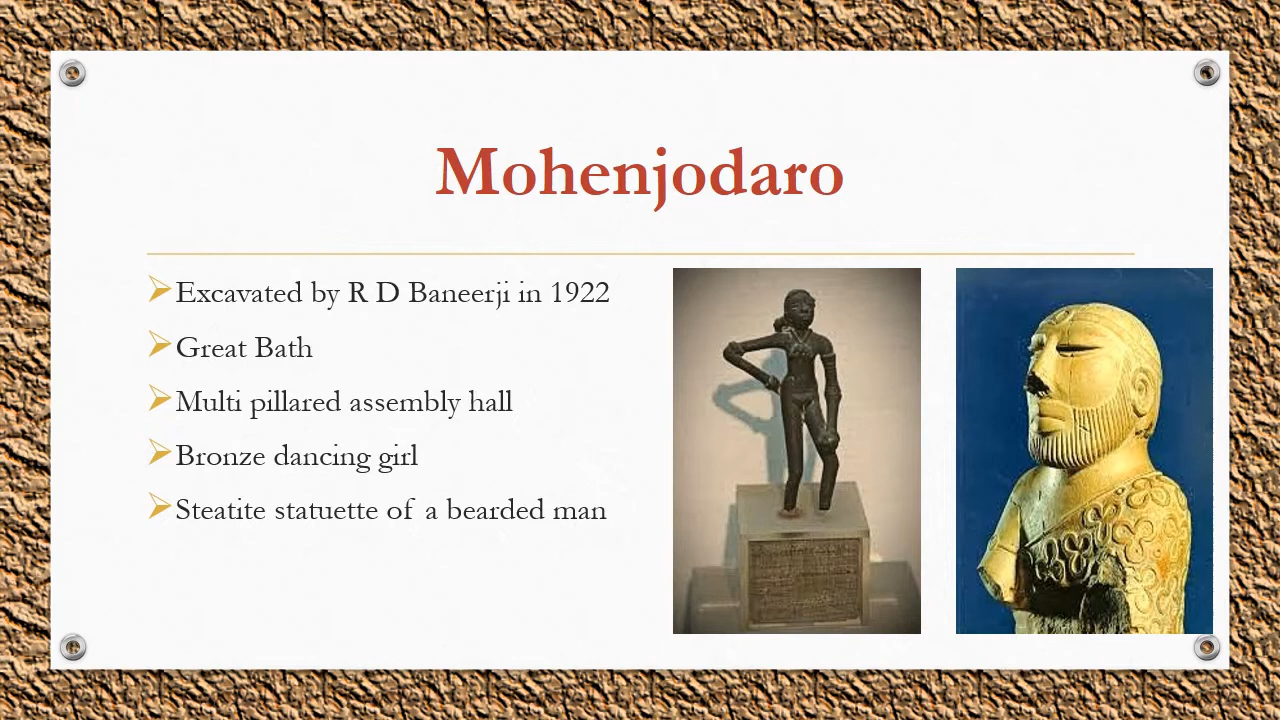 Mohenjodaro
Excavated by R D Baneerji in 1922
Great Bath
Multi pillared assembly hall
Bronze dancing girl
Steatite statuette of a bearded man